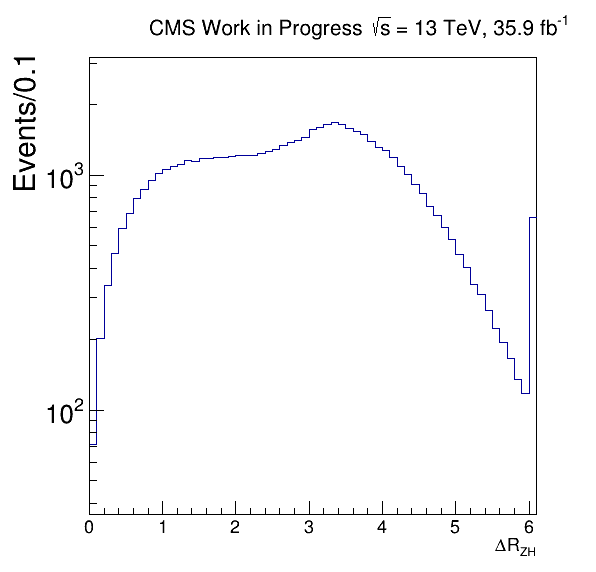 CMS Work in Progress √s = 13 TeV, 35.9 fb⁻¹
Events/0.1
10³
10²
0 1 2 3 4 5 6
ΔR_ZH